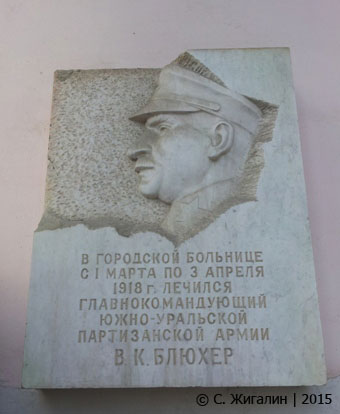 В ГОРОДСКОЙ БОЛЬНИЦЕ
С 1 МАРТА ПО 3 АПРЕЛЯ
1918 г. ЛЕЧИЛСЯ
ГЛАВНОКОМАНДУЮЩИЙ
ЮЖНО-УРАЛЬСКОЙ
ПАРТИЗАНСКОЙ АРМИИ
В. К. БЛЮХЕР
© С. Жигалин | 2015